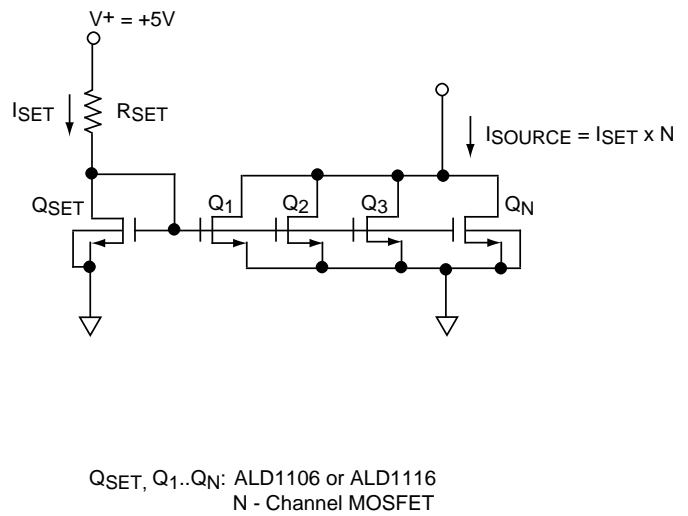 V+ = +5V
ISET
RSET
ISOURCE = ISET x N
QSET
Q1
Q2
Q3
QN
QSET, Q1..QN: ALD1106 or ALD1116
N - Channel MOSFET